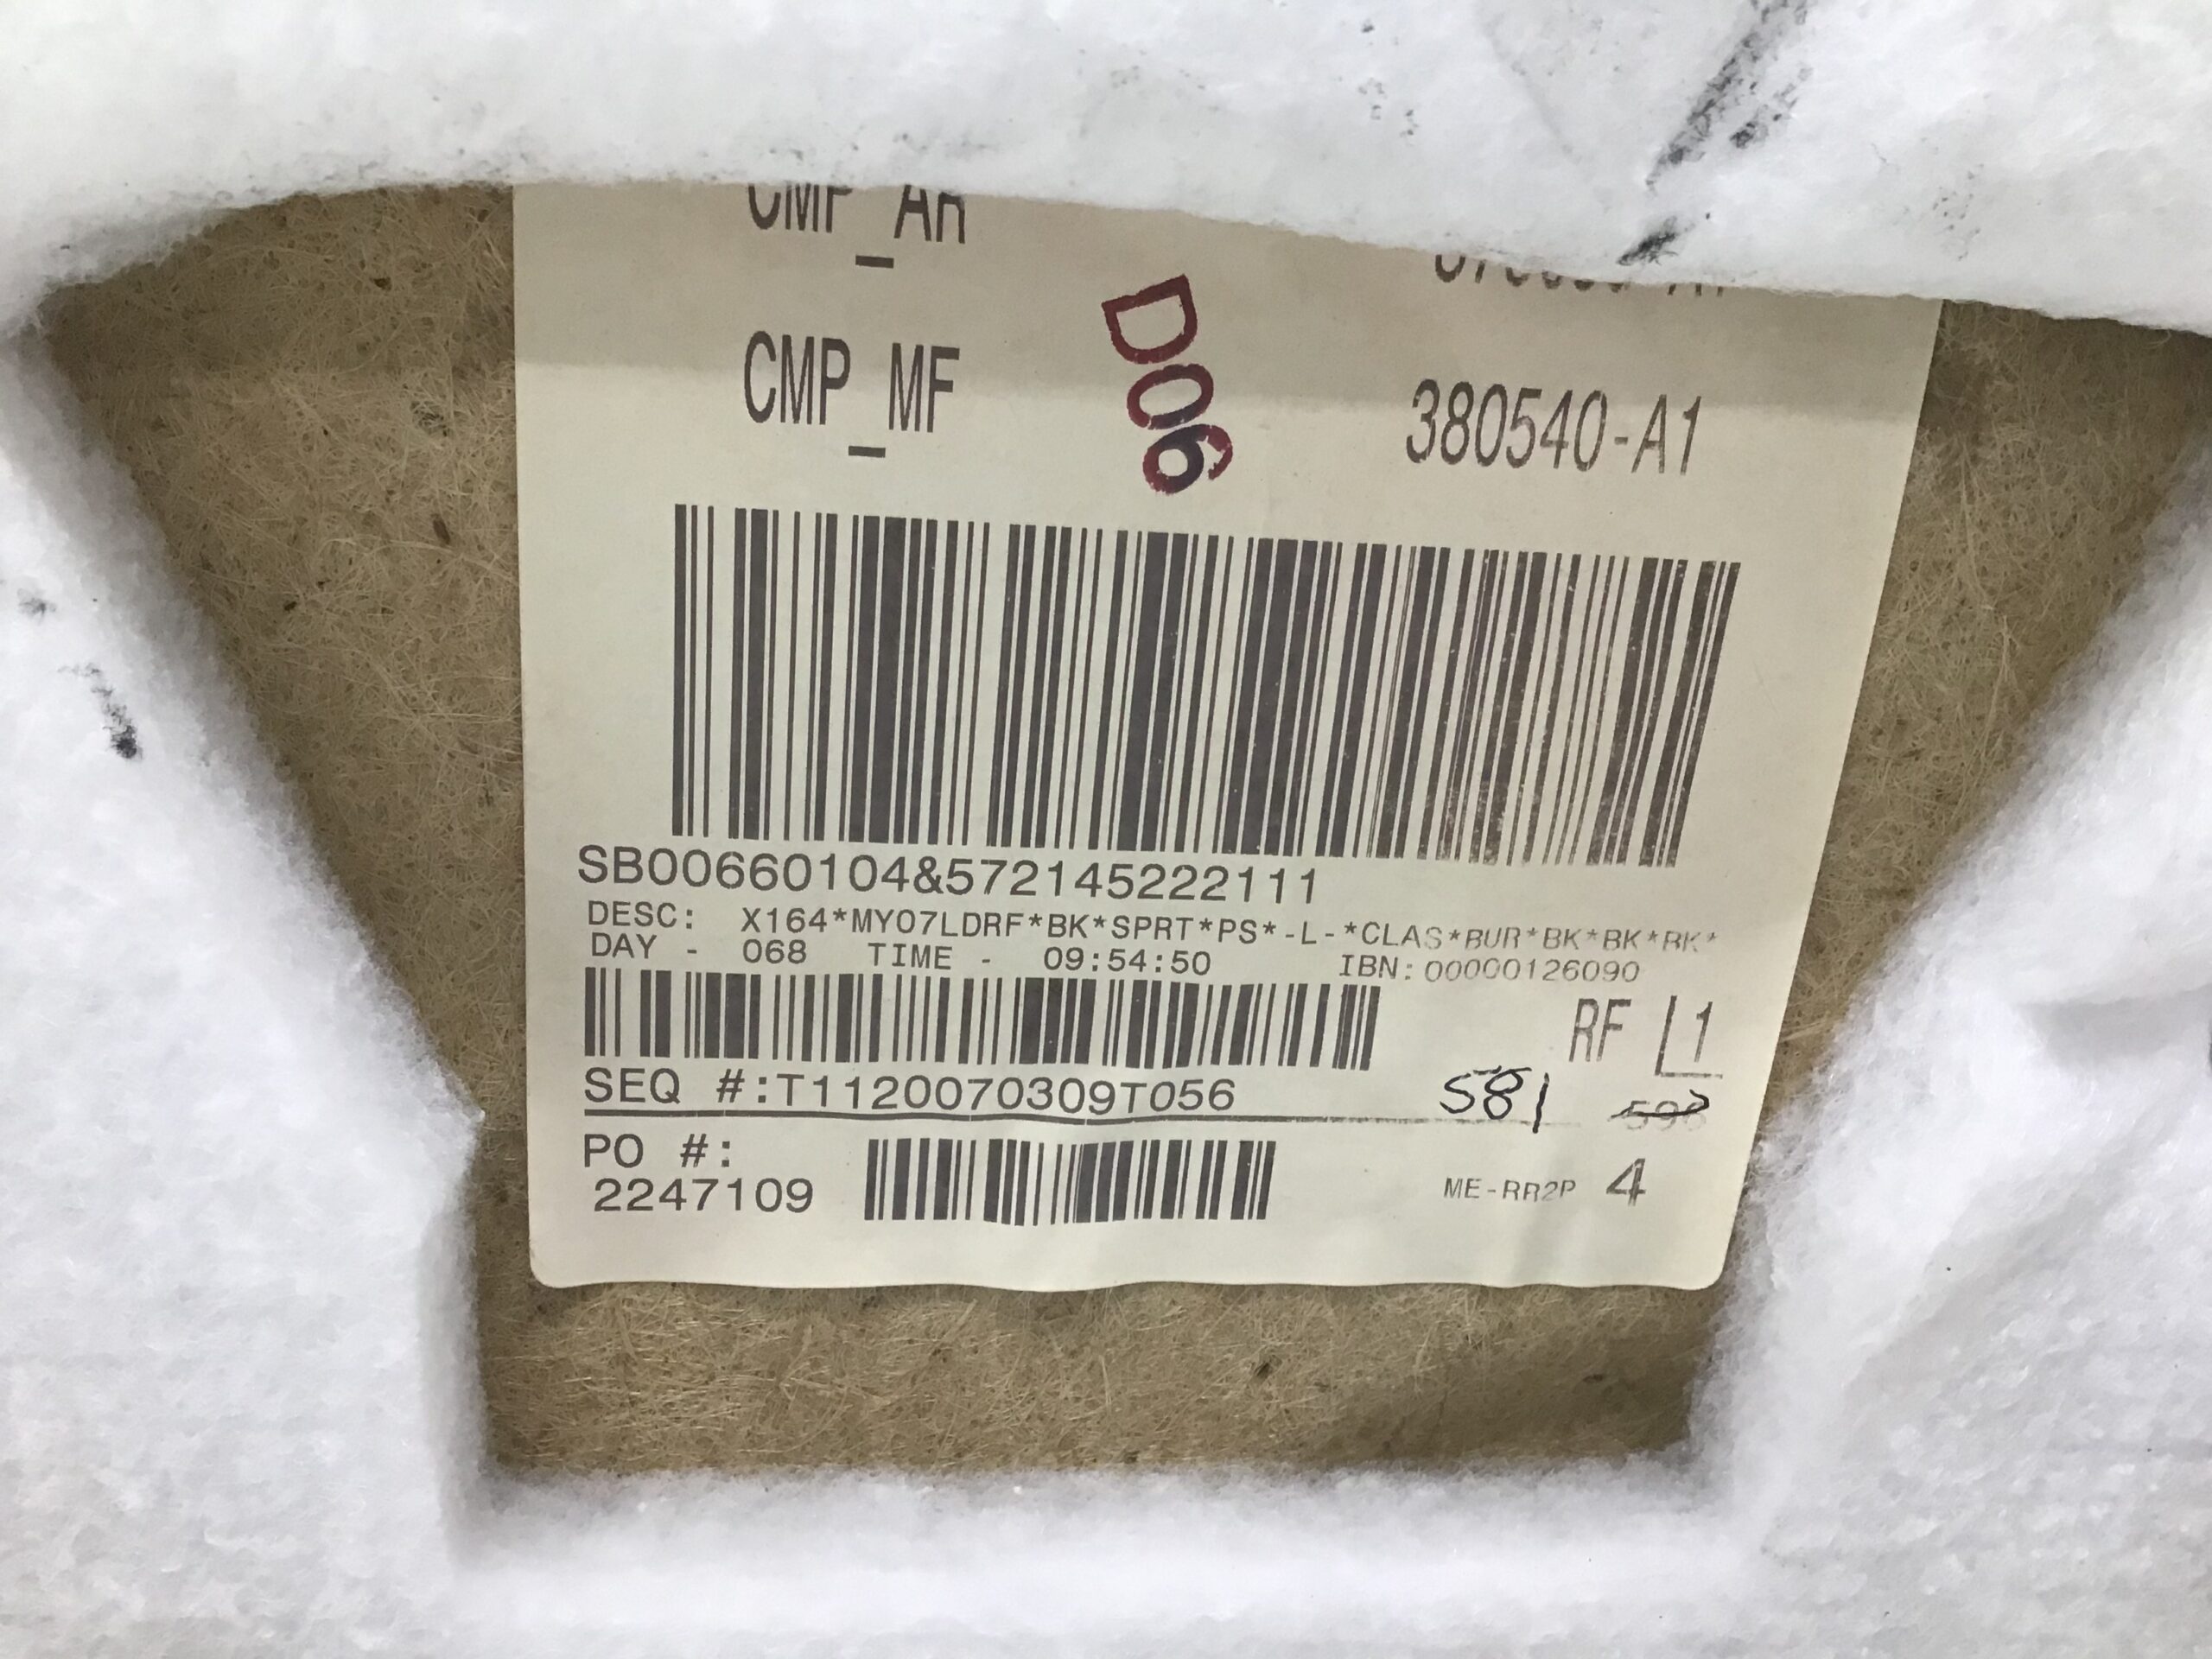 CMP_AR
D06
CMP_MF 380540-A1
SB00660104&572145222111
DESC: X164*MY07LDRF*BK*SPRT*PS*-L-*CLAS*BUR*BK*BK*BK*
DAY - 068 TIME - 09:54:50 IBN:00000126090
RF L1
SEQ #:T1120070309T056 581
PO #:
2247109 ME-RR2P 4